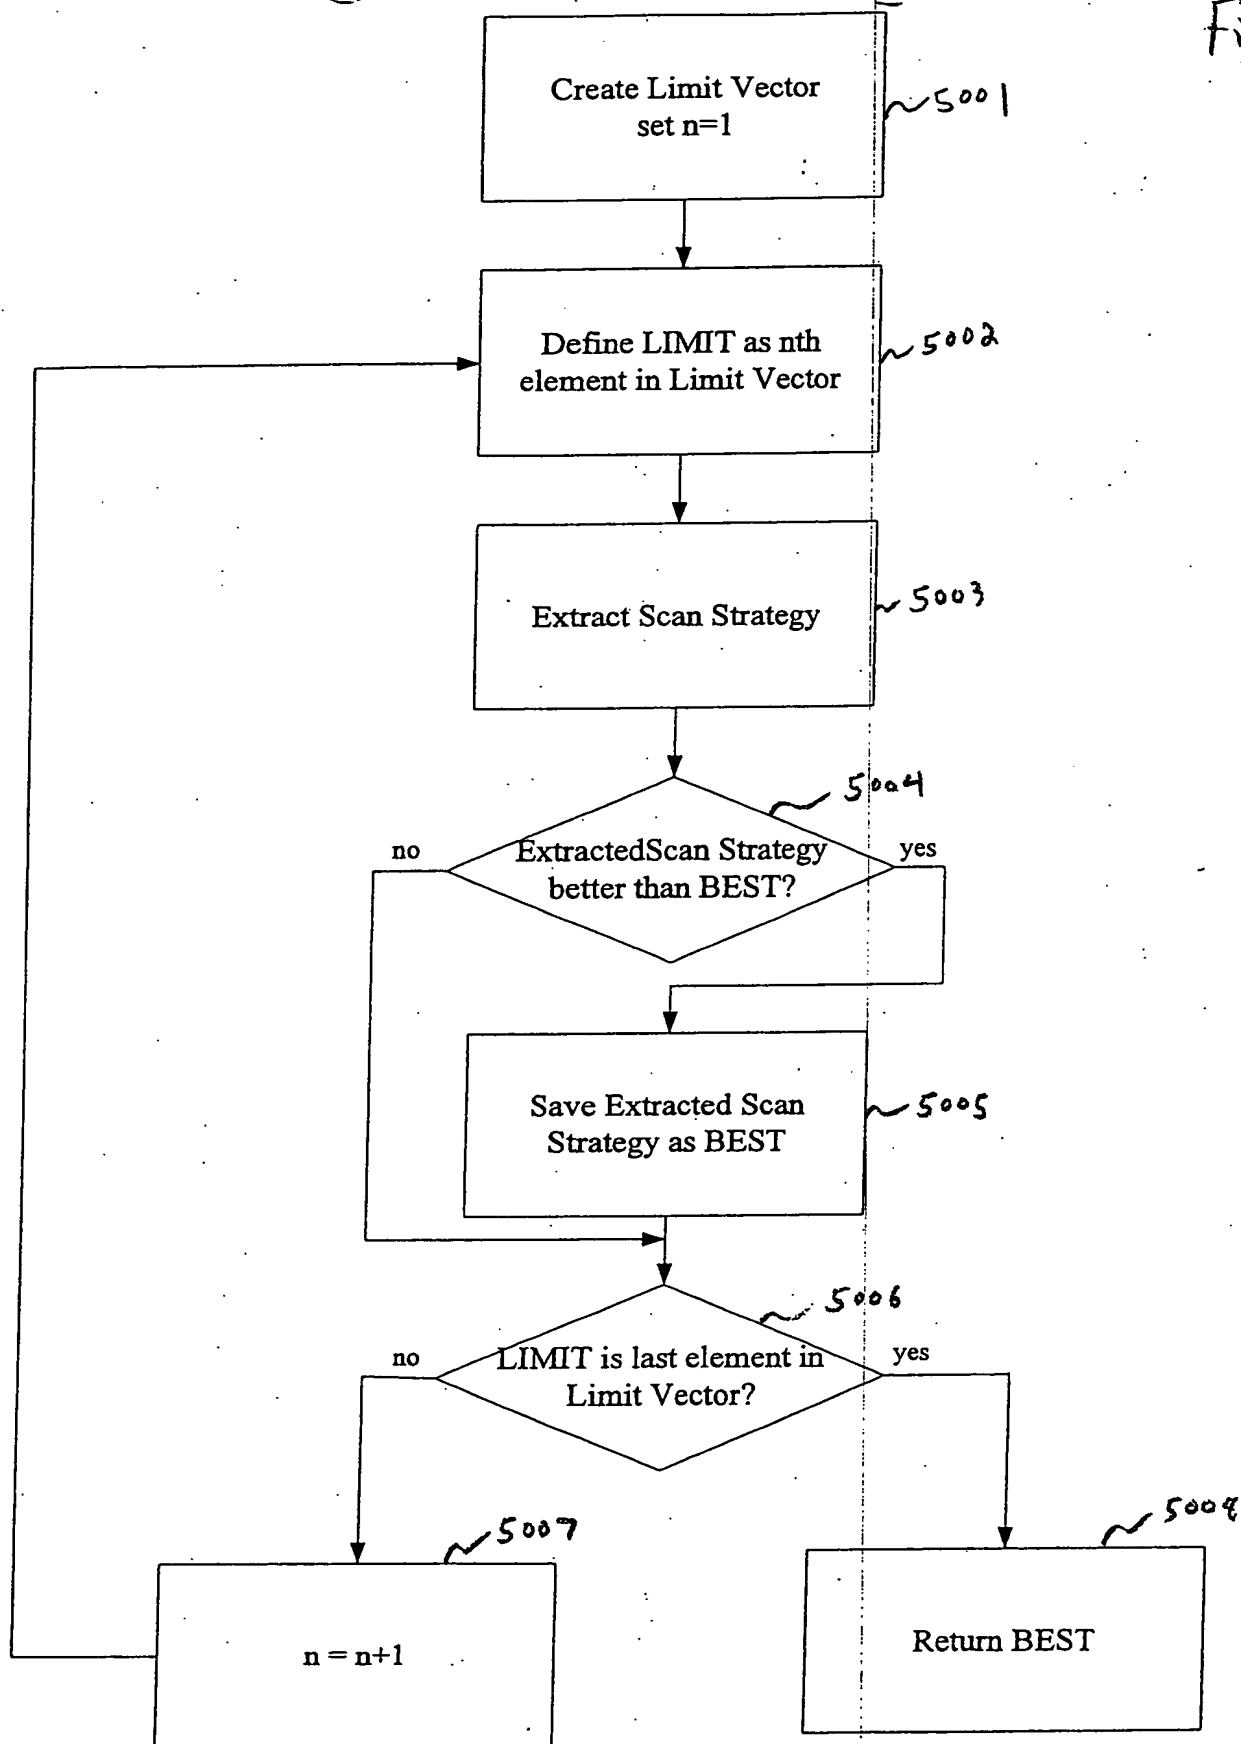 Create Limit Vector
set n=1
5001
Define LIMIT as nth
element in Limit Vector
5002
Extract Scan Strategy
5003
5004
no
ExtractedScan Strategy
better than BEST?
yes
Save Extracted Scan
Strategy as BEST
5005
5006
no
LIMIT is last element in
Limit Vector?
yes
5007
n = n+1
Return BEST